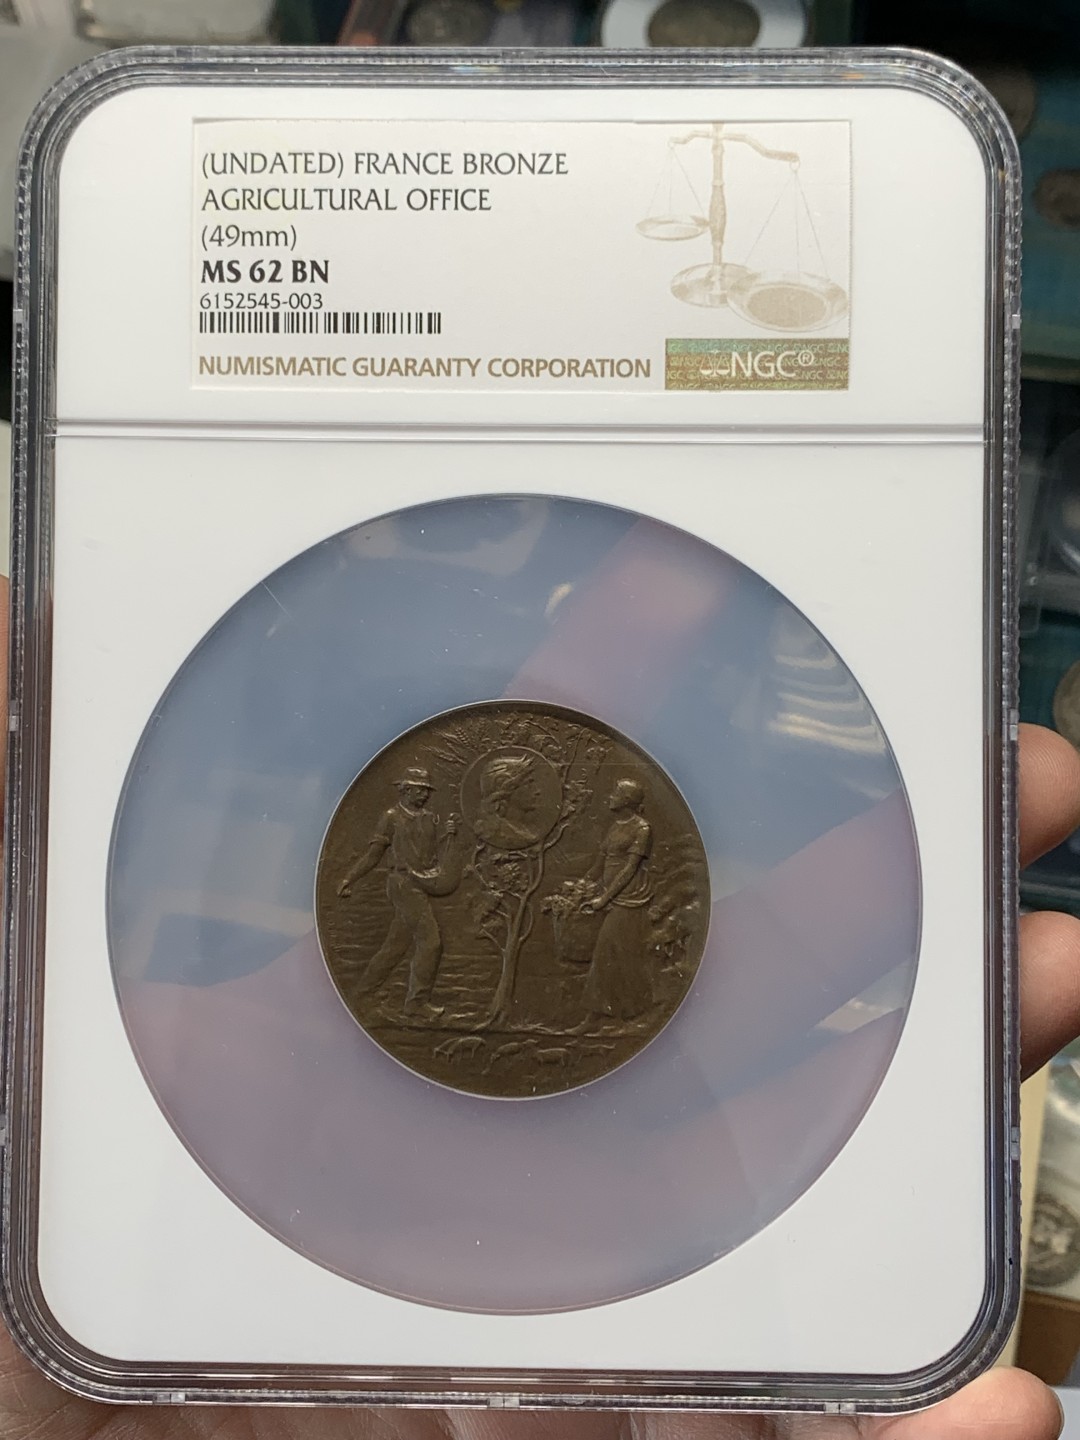 (UNDATED) FRANCE BRONZE
AGRICULTURAL OFFICE
(49mm)
MS 62 BN
6152545-003
NUMISMATIC GUARANTY CORPORATION
NGC®